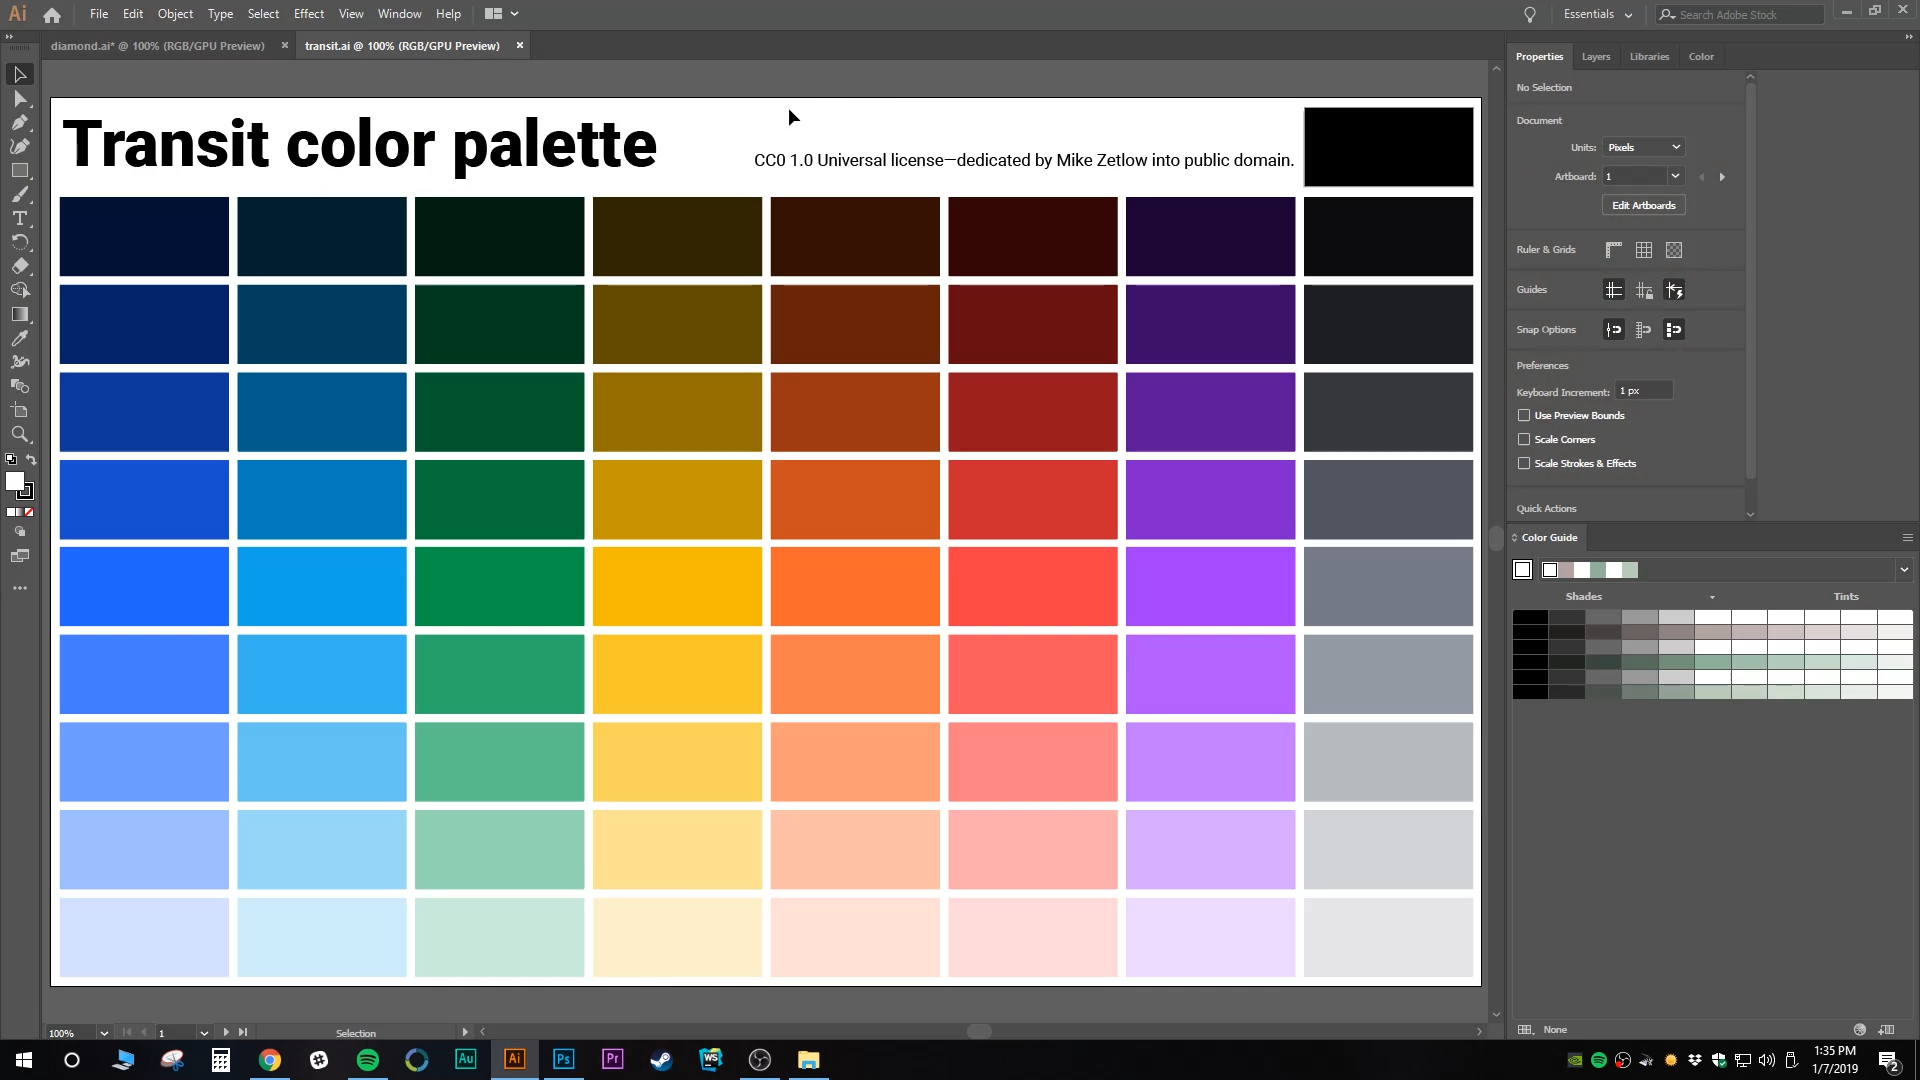 Ai File Edit Object Type Select Effect View Window Help Essentials Search Adobe Stock
diamond.ai* @ 100% (RGB/GPU Preview) × transit.ai @ 100% (RGB/GPU Preview) ×
Properties Layers Libraries Color
No Selection
Document
Units: Pixels
Artboard: 1
Edit Artboards
Ruler & Grids
Guides
Snap Options
Preferences
Keyboard Increment: 1 px
Use Preview Bounds
Scale Corners
Scale Strokes & Effects
Quick Actions
Color Guide
Shades Tints
None
Transit color palette
CC0 1.0 Universal license—dedicated by Mike Zetlow into public domain.
100% 1 Selection
Au Ai Ps Pr WS
1:35 PM
1/7/2019
2